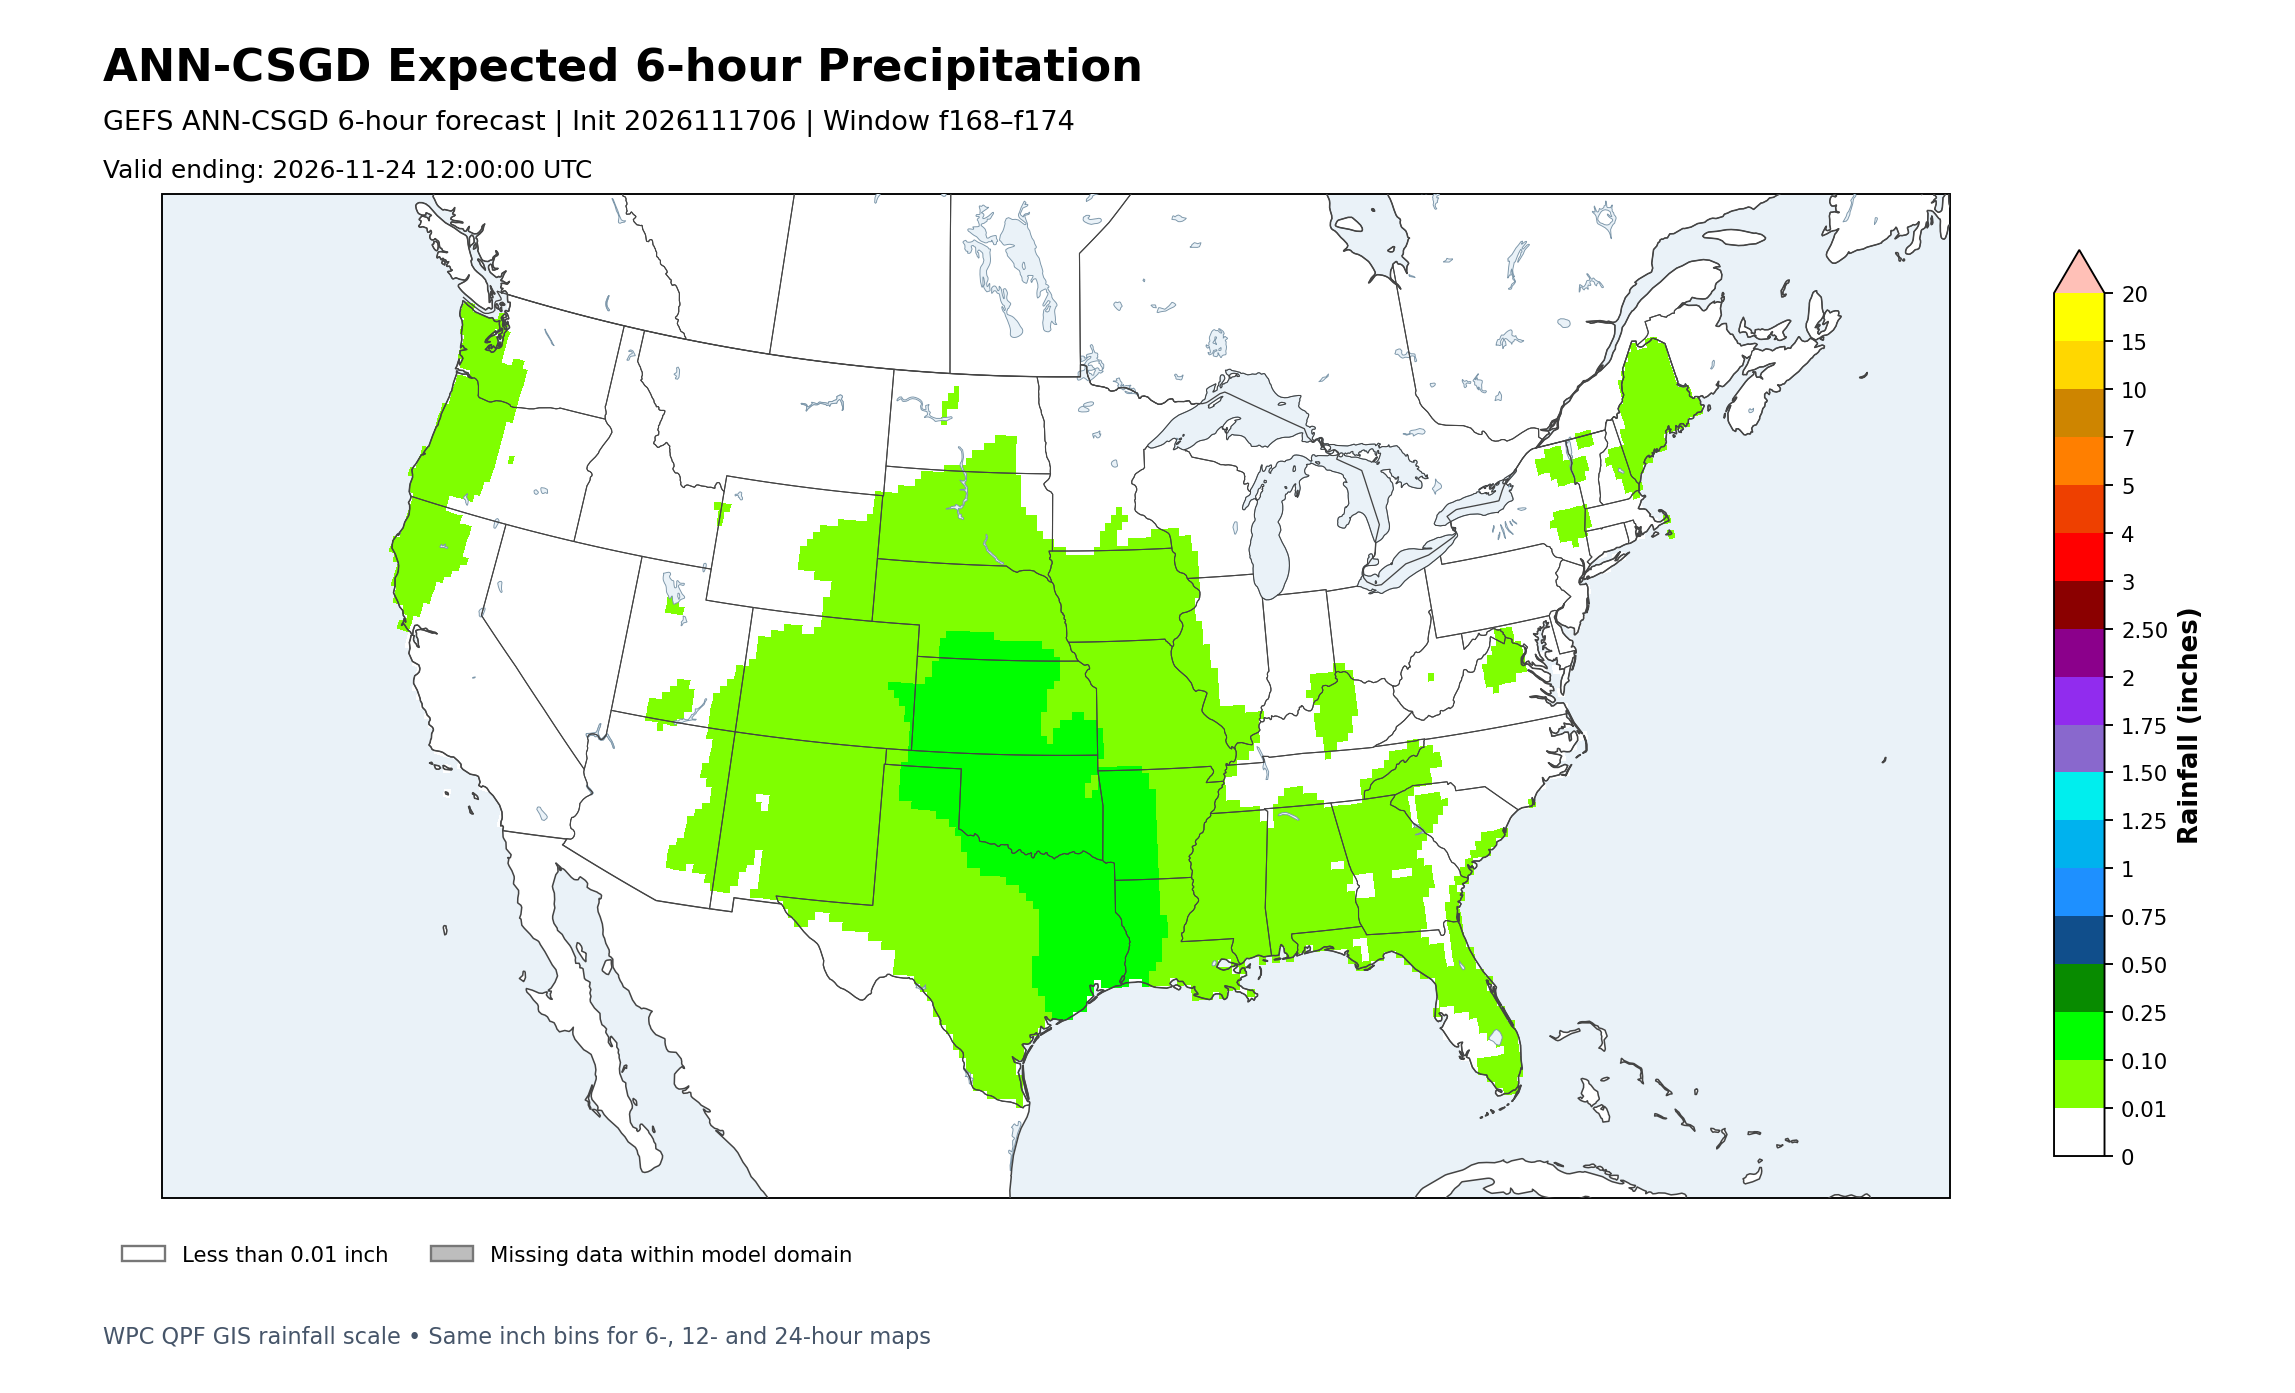 ANN-CSGD Expected 6-hour Precipitation
GEFS ANN-CSGD 6-hour forecast | Init 2026111706 | Window f168–f174
Valid ending: 2026-11-24 12:00:00 UTC
20
15
10
7
5
4
3
2.50
2
1.75
1.50
1.25
1
0.75
0.50
0.25
0.10
0.01
0
Rainfall (inches)
Less than 0.01 inch
Missing data within model domain
WPC QPF GIS rainfall scale • Same inch bins for 6-, 12- and 24-hour maps